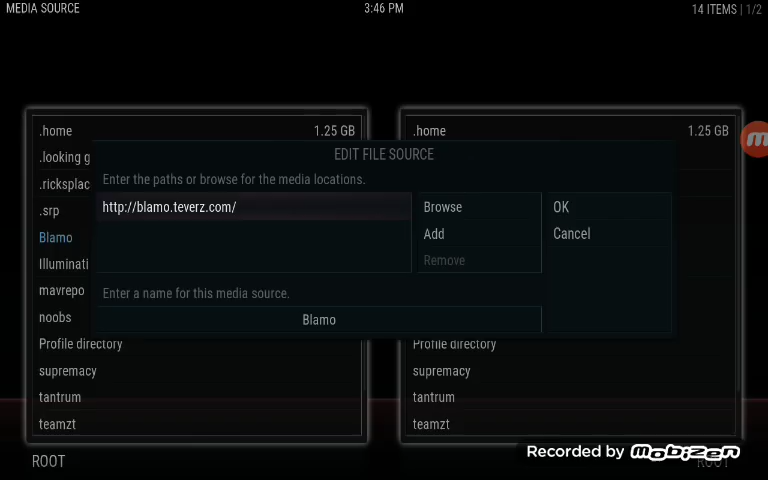 MEDIA SOURCE
3:46 PM
14 ITEMS | 1/2
.home 1.25 GB
.looking g
.ricksplac
.srp
Blamo
Illuminati
mavrepo
noobs
Profile directory
supremacy
tantrum
teamzt
ROOT
EDIT FILE SOURCE
Enter the paths or browse for the media locations.
http://blamo.teverz.com/
Browse
Add
Remove
OK
Cancel
Enter a name for this media source.
Blamo
.home 1.25 GB
Profile directory
supremacy
tantrum
teamzt
ROOT
Recorded by mobizen
m